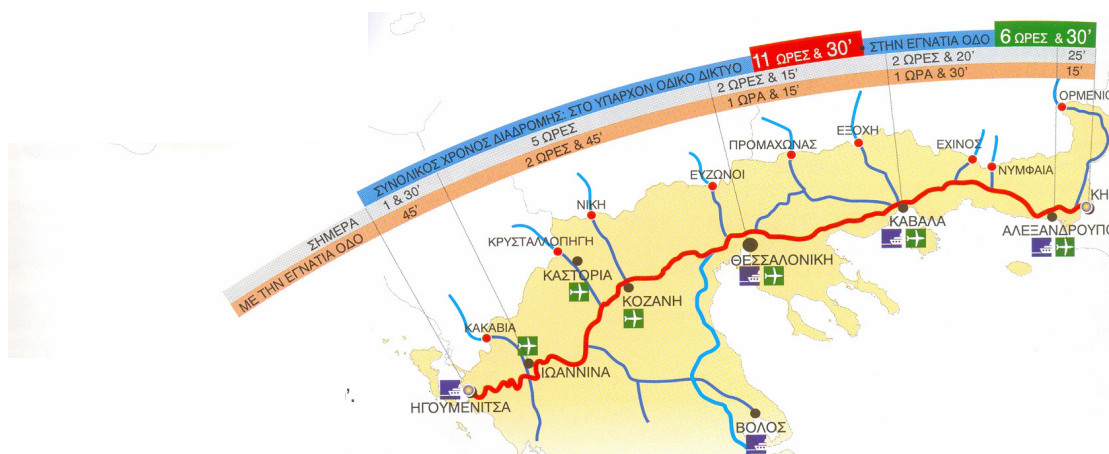 ΣΥΝΟΛΙΚΟΣ ΧΡΟΝΟΣ ΔΙΑΔΡΟΜΗΣ: ΣΤΟ ΥΠΑΡΧΟΝ ΟΔΙΚΟ ΔΙΚΤΥΟ 11 ΩΡΕΣ & 30' ΣΤΗΝ ΕΓΝΑΤΙΑ ΟΔΟ 6 ΩΡΕΣ & 30'
ΣΗΜΕΡΑ 1 & 30' 5 ΩΡΕΣ 2 ΩΡΕΣ & 15' 2 ΩΡΕΣ & 20' 25'
ΜΕ ΤΗΝ ΕΓΝΑΤΙΑ ΟΔΟ 45' 2 ΩΡΕΣ & 45' 1 ΩΡΑ & 15' 1 ΩΡΑ & 30' 15'
ΟΡΜΕΝΙΟ
ΕΞΟΧΗ
ΠΡΟΜΑΧΩΝΑΣ
ΕΧΙΝΟΣ
ΝΥΜΦΑΙΑ
ΕΥΖΩΝΟΙ
ΝΙΚΗ
ΚΗ
ΚΑΒΑΛΑ
ΑΛΕΞΑΝΔΡΟΥΠΟ
ΚΡΥΣΤΑΛΛΟΠΗΓΗ
ΘΕΣΣΑΛΟΝΙΚΗ
ΚΑΣΤΟΡΙΑ
ΚΟΖΑΝΗ
ΚΑΚΑΒΙΑ
ΙΩΑΝΝΙΝΑ
ΗΓΟΥΜΕΝΙΤΣΑ
ΒΟΛΟΣ